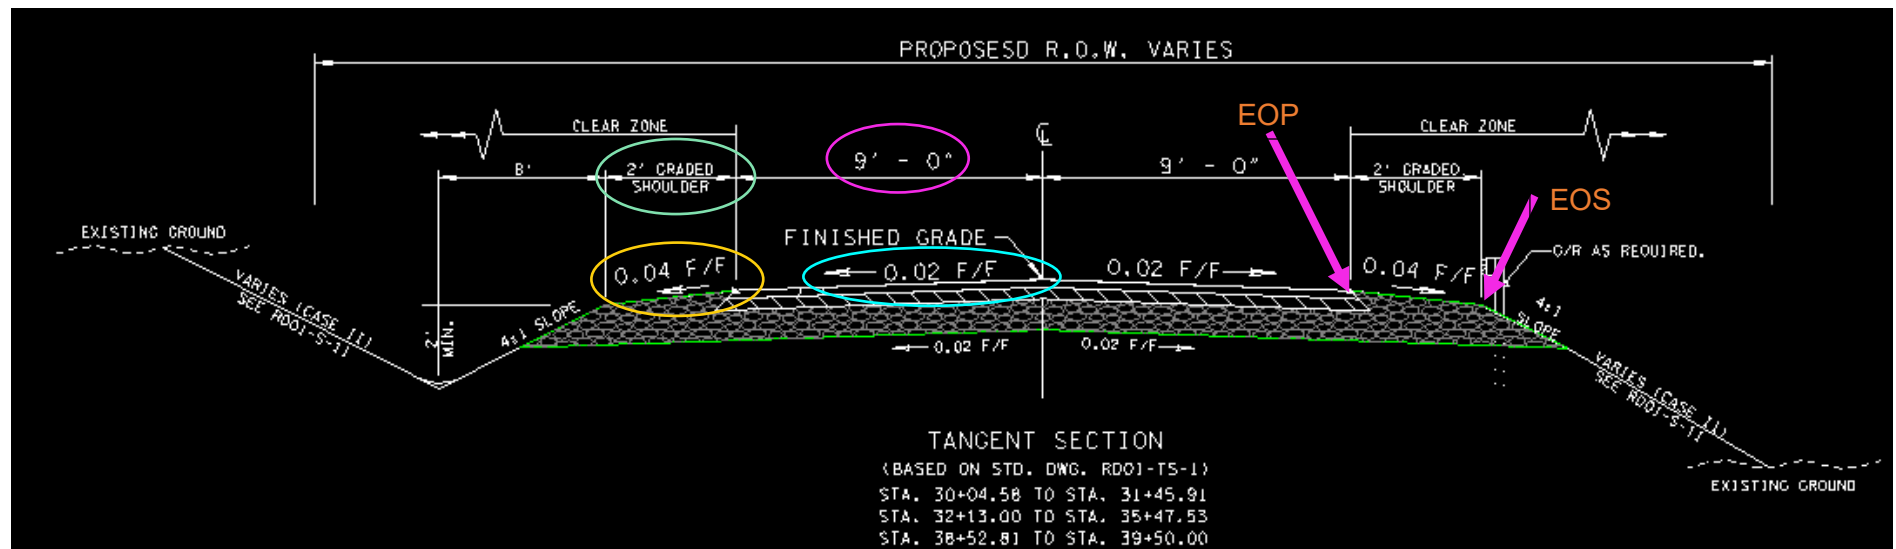 PROPOSESD R.O.W. VARIES
EOP
CLEAR ZONE
CLEAR ZONE
℄
9' - 0"
9' - 0"
8'
2' GRADED
SHOULDER
2' GRADED
SHOULDER
EOS
EXISTING GROUND
FINISHED GRADE
G/R AS REQUIRED.
0.04 F/F
0.02 F/F
0.02 F/F
0.04 F/F
VARIES (CASE II)
SEE RD01-S-11
2'
MIN.
4:1 SLOPE
4:1
SLOPE
0.02 F/F
0.02 F/F
VARIES (CASE II)
SEE RD01-S-11
TANGENT SECTION
(BASED ON STD. DWG. RD01-TS-1)
STA. 30+04.58 TO STA. 31+45.91
STA. 32+13.00 TO STA. 35+47.53
STA. 38+52.81 TO STA. 39+50.00
EXISTING GROUND